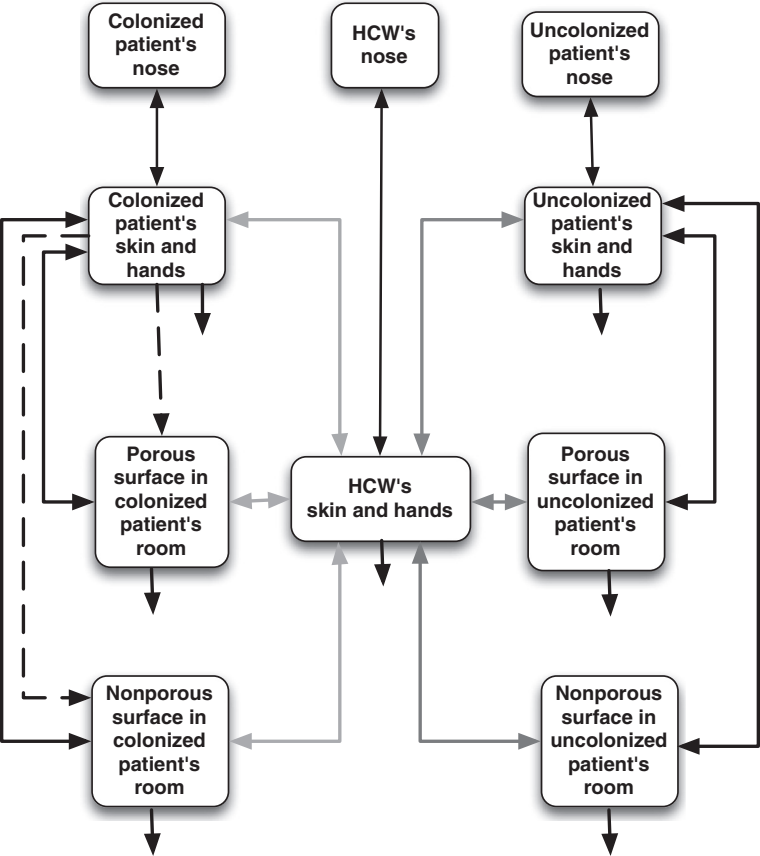 Colonized
patient's
nose
HCW's
nose
Uncolonized
patient's
nose
Colonized
patient's
skin and
hands
Uncolonized
patient's
skin and
hands
Porous
surface in
colonized
patient's
room
HCW's
skin and hands
Porous
surface in
uncolonized
patient's
room
Nonporous
surface in
colonized
patient's
room
Nonporous
surface in
uncolonized
patient's
room